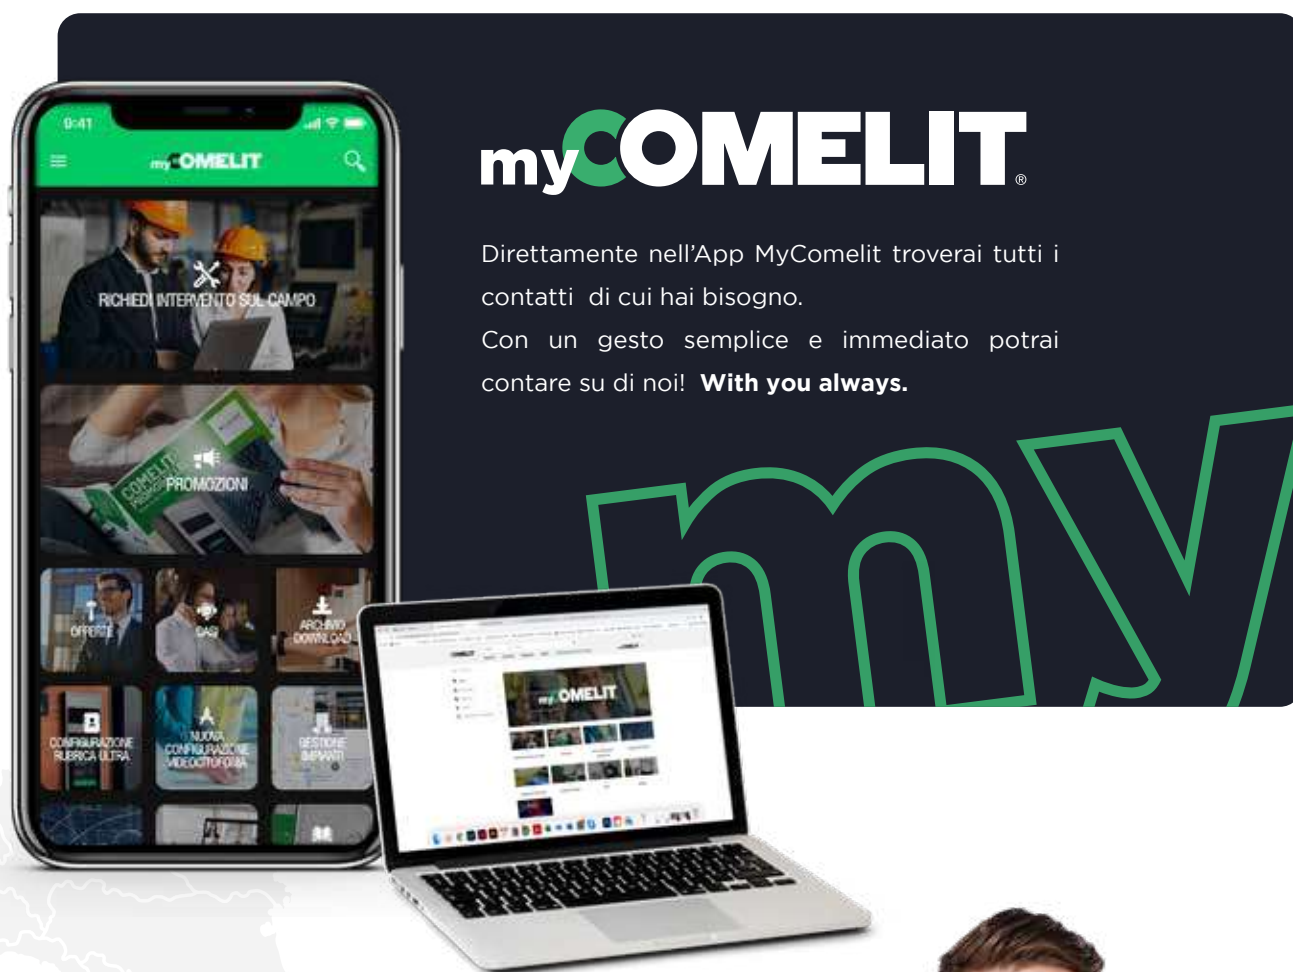 9:41
myCOMELIT
RICHIEDI INTERVENTO SUL CAMPO
COMELIT
PROMOZIONI
OFFERTE
CASI
ARCHIVIO
DOWNLOAD
CONFIGURAZIONE
RUBRICA ULTRA
NUOVA
CONFIGURAZIONE
VIDEOCITOFONIA
GESTIONE
IMPIANTI
myCOMELIT®
Direttamente nell'App MyComelit troverai tutti i
contatti di cui hai bisogno.
Con un gesto semplice e immediato potrai
contare su di noi! With you always.
my
myCOMELIT